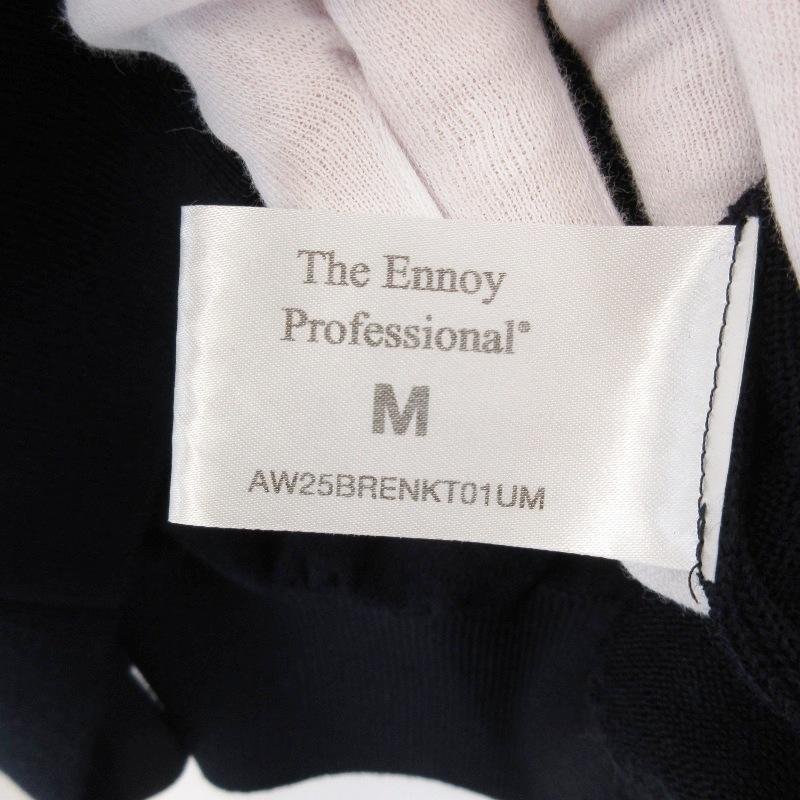 The Ennoy
Professional®
M
AW25BRENKT01UM